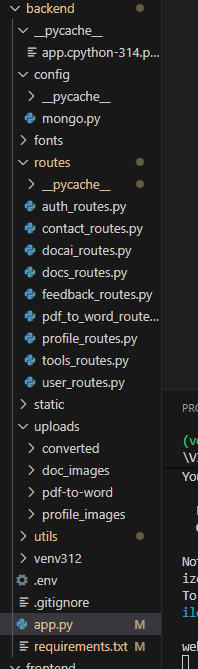 backend
__pycache__
app.cpython-314.p...
config
__pycache__
mongo.py
fonts
routes
__pycache__
auth_routes.py
contact_routes.py
docai_routes.py
docs_routes.py
feedback_routes.py
pdf_to_word_route...
profile_routes.py
tools_routes.py
user_routes.py
static
uploads
converted
doc_images
pdf-to-word
profile_images
utils
venv312
.env
.gitignore
app.py M
requirements.txt M
frontend
PRO
(ve
\V
You
Not
ize
To
ile
web